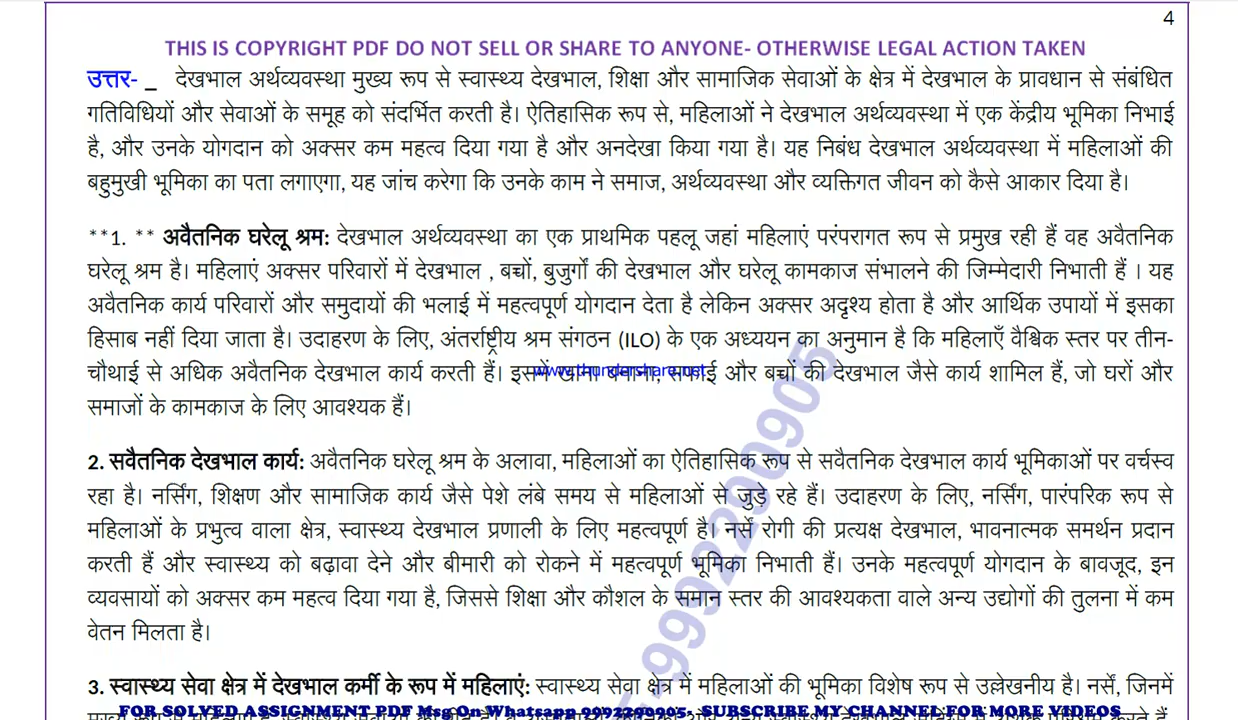 4
THIS IS COPYRIGHT PDF DO NOT SELL OR SHARE TO ANYONE- OTHERWISE LEGAL ACTION TAKEN
उत्तर- _ देखभाल अर्थव्यवस्था मुख्य रूप से स्वास्थ्य देखभाल, शिक्षा और सामाजिक सेवाओं के क्षेत्र में देखभाल के प्रावधान से संबंधित
गतिविधियों और सेवाओं के समूह को संदर्भित करती है। ऐतिहासिक रूप से, महिलाओं ने देखभाल अर्थव्यवस्था में एक केंद्रीय भूमिका निभाई
है, और उनके योगदान को अक्सर कम महत्व दिया गया है और अनदेखा किया गया है। यह निबंध देखभाल अर्थव्यवस्था में महिलाओं की
बहुमुखी भूमिका का पता लगाएगा, यह जांच करेगा कि उनके काम ने समाज, अर्थव्यवस्था और व्यक्तिगत जीवन को कैसे आकार दिया है।
**1. ** अवैतनिक घरेलू श्रम: देखभाल अर्थव्यवस्था का एक प्राथमिक पहलू जहां महिलाएं परंपरागत रूप से प्रमुख रही हैं वह अवैतनिक
घरेलू श्रम है। महिलाएं अक्सर परिवारों में देखभाल , बच्चों, बुजुर्गों की देखभाल और घरेलू कामकाज संभालने की जिम्मेदारी निभाती हैं । यह
अवैतनिक कार्य परिवारों और समुदायों की भलाई में महत्वपूर्ण योगदान देता है लेकिन अक्सर अदृश्य होता है और आर्थिक उपायों में इसका
हिसाब नहीं दिया जाता है। उदाहरण के लिए, अंतर्राष्ट्रीय श्रम संगठन (ILO) के एक अध्ययन का अनुमान है कि महिलाएँ वैश्विक स्तर पर तीन-
चौथाई से अधिक अवैतनिक देखभाल कार्य करती हैं। इसमें खाना बनाना, सफाई और बच्चों की देखभाल जैसे कार्य शामिल हैं, जो घरों और
www.thundershare.net
समाजों के कामकाज के लिए आवश्यक हैं।
2. सवैतनिक देखभाल कार्य: अवैतनिक घरेलू श्रम के अलावा, महिलाओं का ऐतिहासिक रूप से सवैतनिक देखभाल कार्य भूमिकाओं पर वर्चस्व
रहा है। नर्सिंग, शिक्षण और सामाजिक कार्य जैसे पेशे लंबे समय से महिलाओं से जुड़े रहे हैं। उदाहरण के लिए, नर्सिंग, पारंपरिक रूप से
महिलाओं के प्रभुत्व वाला क्षेत्र, स्वास्थ्य देखभाल प्रणाली के लिए महत्वपूर्ण है। नर्सें रोगी की प्रत्यक्ष देखभाल, भावनात्मक समर्थन प्रदान
करती हैं और स्वास्थ्य को बढ़ावा देने और बीमारी को रोकने में महत्वपूर्ण भूमिका निभाती हैं। उनके महत्वपूर्ण योगदान के बावजूद, इन
व्यवसायों को अक्सर कम महत्व दिया गया है, जिससे शिक्षा और कौशल के समान स्तर की आवश्यकता वाले अन्य उद्योगों की तुलना में कम
वेतन मिलता है।
3. स्वास्थ्य सेवा क्षेत्र में देखभाल कर्मी के रूप में महिलाएं: स्वास्थ्य सेवा क्षेत्र में महिलाओं की भूमिका विशेष रूप से उल्लेखनीय है। नर्सें, जिनमें
FOR SOLVED ASSIGNMENT PDF Msg On Whatsapp 9992290905- SUBSCRIBE MY CHANNEL FOR MORE VIDEOS
-9992290905